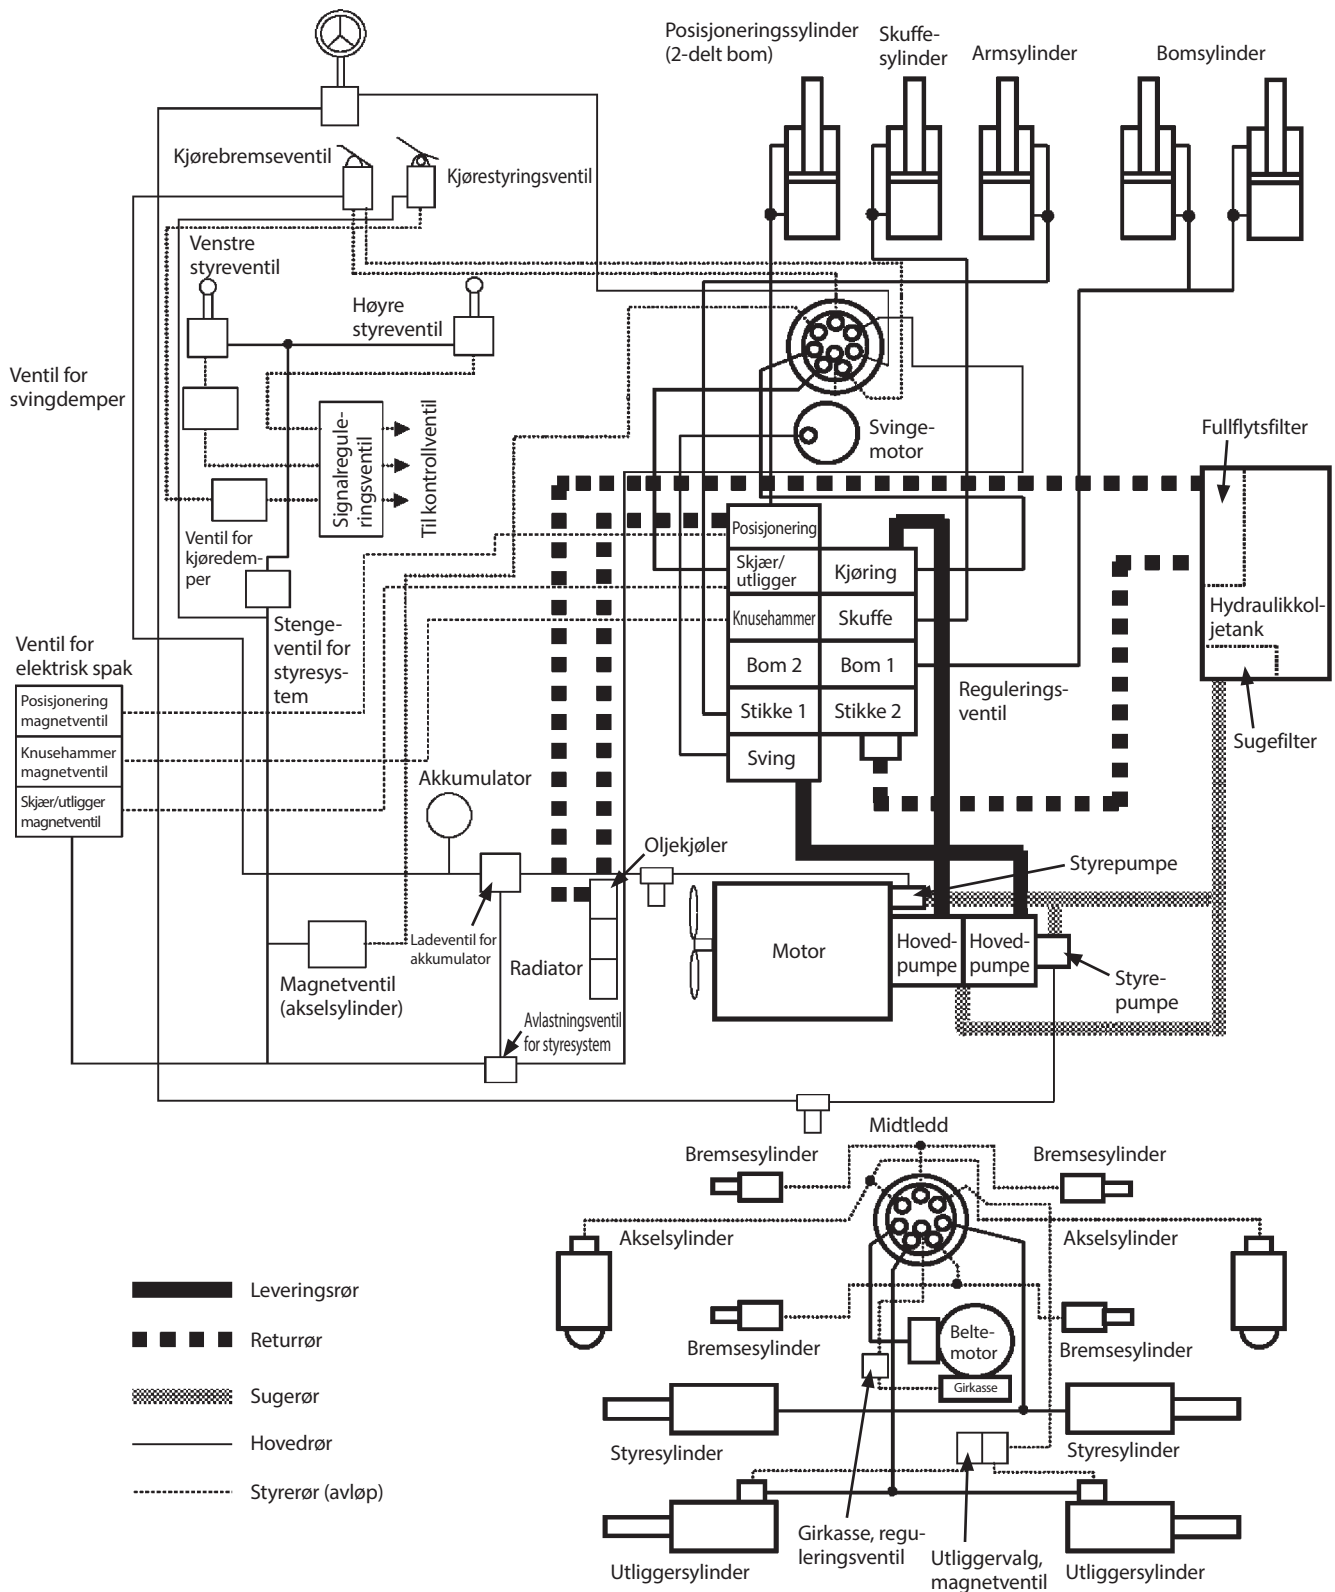 Posisjoneringssylinder
(2-delt bom)
Skuffe-
sylinder
Armsylinder
Bomsylinder
Kjørebremseventil
Kjørestyringsventil
Venstre
styreventil
Høyre
styreventil
Ventil for
svingdemper
Signalregule-
ringsventil
Til kontrollventil
Svinge-
motor
Fullflytsfilter
Ventil for
kjøredem-
per
Posisjonering
Skjær/
utligger
Kjøring
Knusehammer
Skuffe
Bom 2
Bom 1
Stikke 1
Stikke 2
Sving
Hydraulikkol-
jetank
Regulerings-
ventil
Sugefilter
Stenge-
ventil for
styresys-
tem
Ventil for
elektrisk spak
Posisjonering
magnetventil
Knusehammer
magnetventil
Skjær/utligger
magnetventil
Akkumulator
Oljekjøler
Styrepumpe
Ladeventil for
akkumulator
Radiator
Motor
Hoved-
pumpe
Hoved-
pumpe
Styre-
pumpe
Magnetventil
(akselsylinder)
Avlastningsventil
for styresystem
Midtledd
Bremsesylinder
Bremsesylinder
Akselsylinder
Akselsylinder
Leveringsrør
Returrør
Sugerør
Hovedrør
Styrerør (avløp)
Bremsesylinder
Belte-
motor
Girkasse
Bremsesylinder
Styresylinder
Styresylinder
Girkasse, regu-
leringsventil
Utliggervalg,
magnetventil
Utliggersylinder
Utliggersylinder